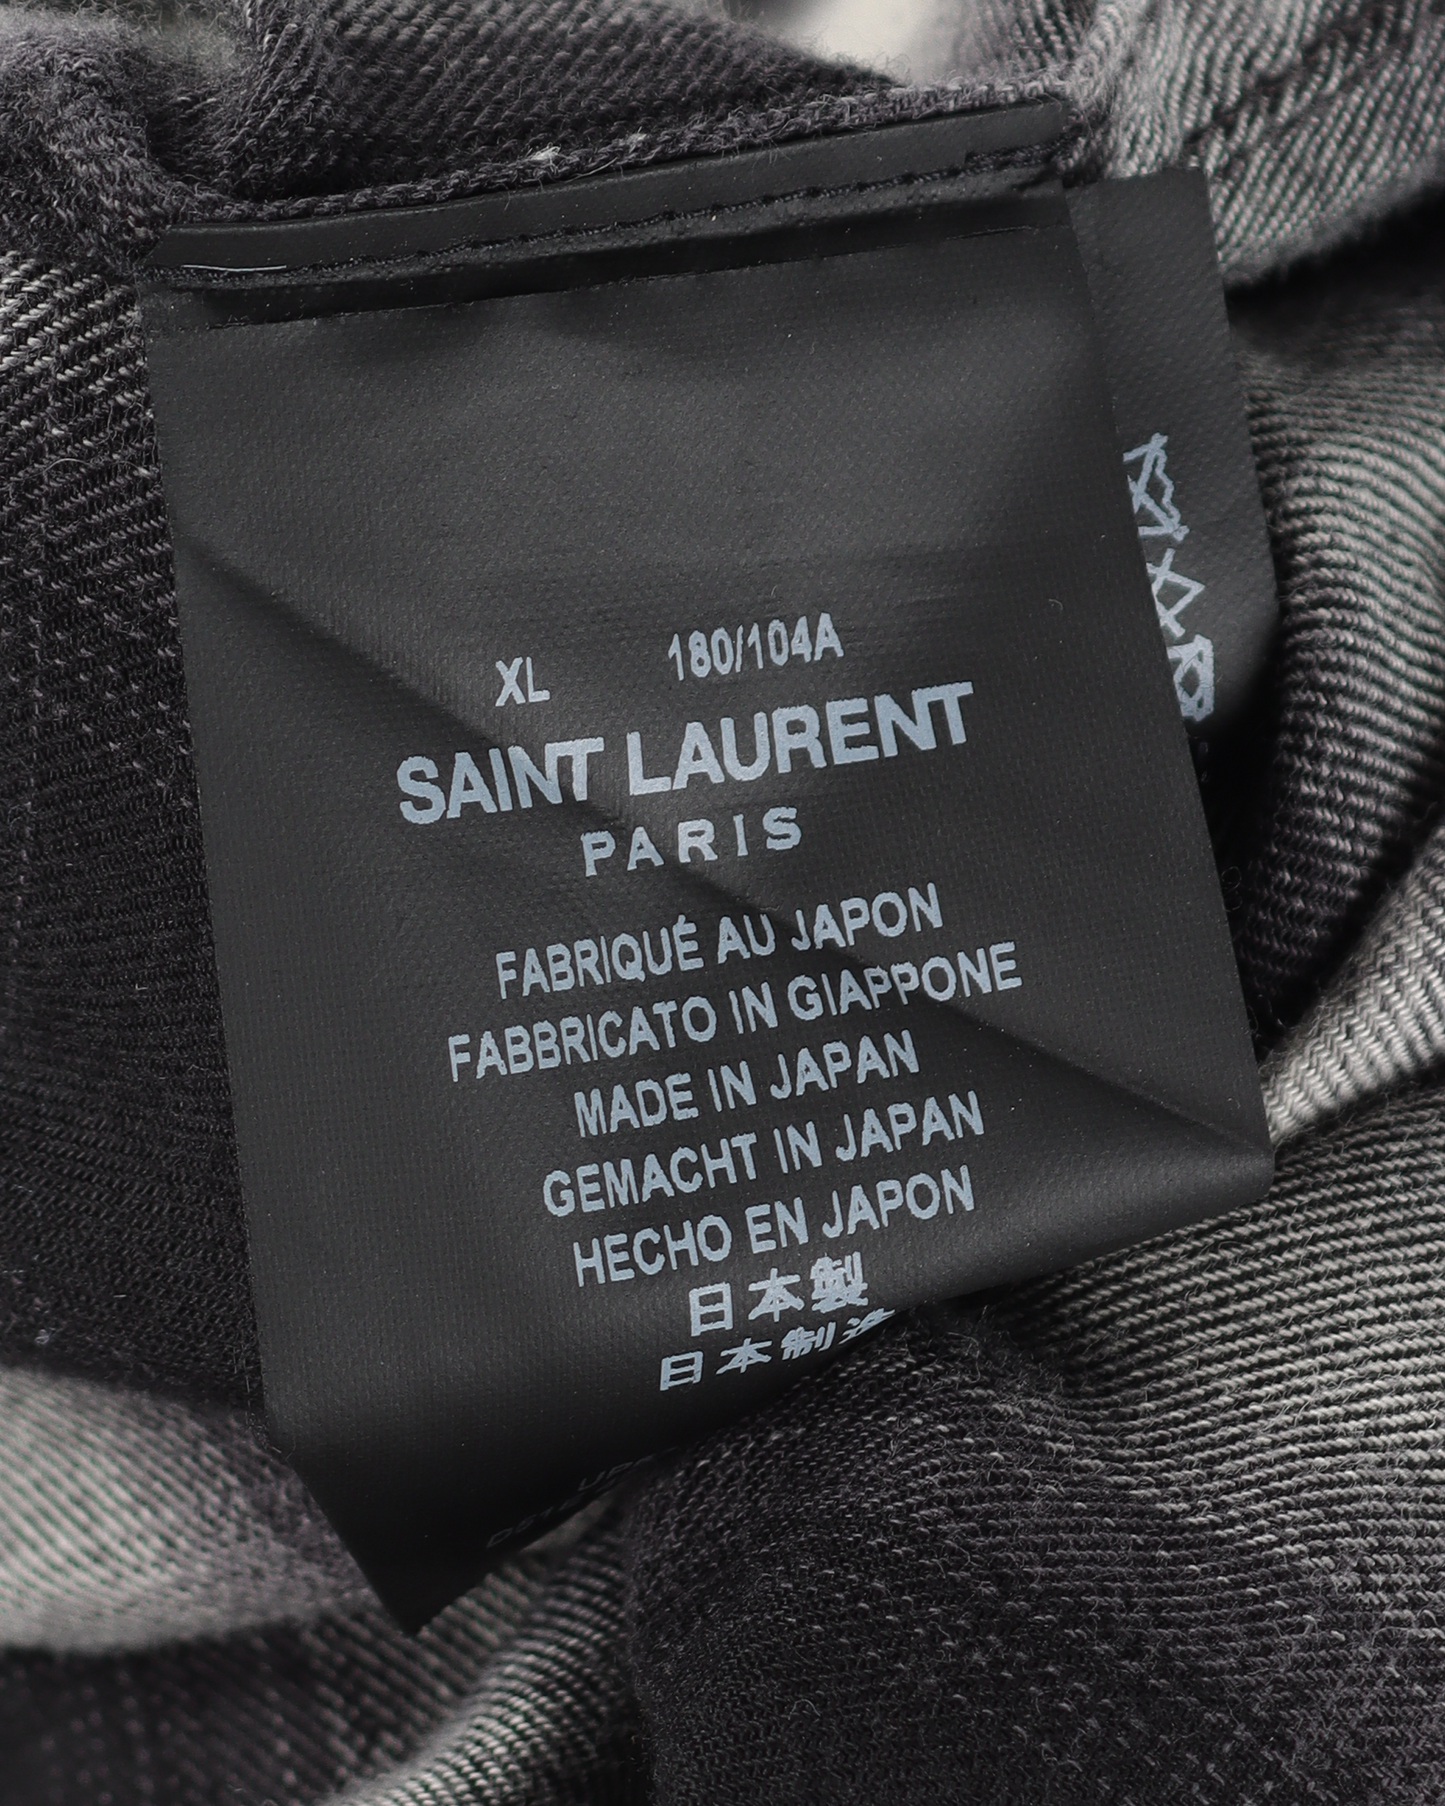 XL 180/104A
SAINT LAURENT
PARIS
FABRIQUÉ AU JAPON
FABBRICATO IN GIAPPONE
MADE IN JAPAN
GEMACHT IN JAPAN
HECHO EN JAPON
日本製
日本制造